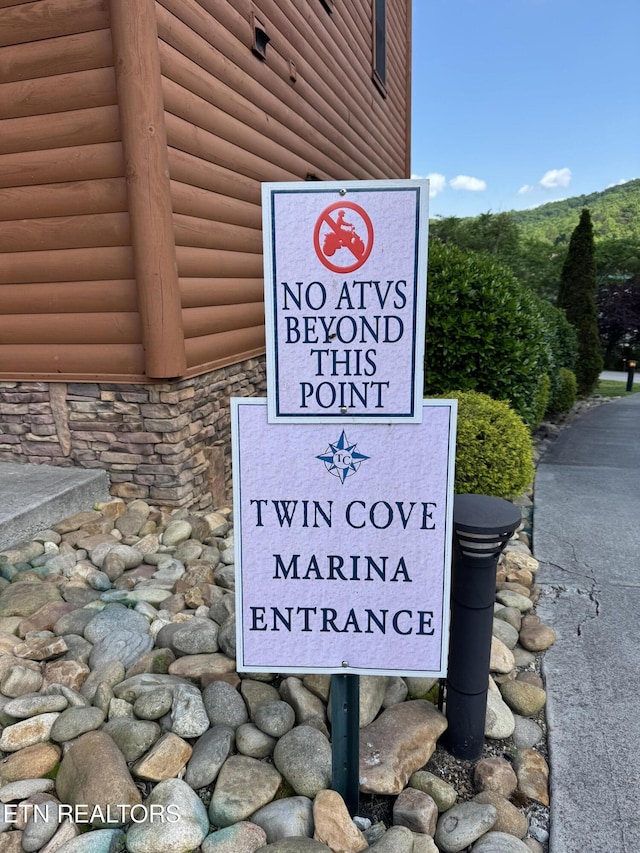 NO ATVS
BEYOND
THIS
POINT
TC
TWIN COVE
MARINA
ENTRANCE
ETN REALTORS®